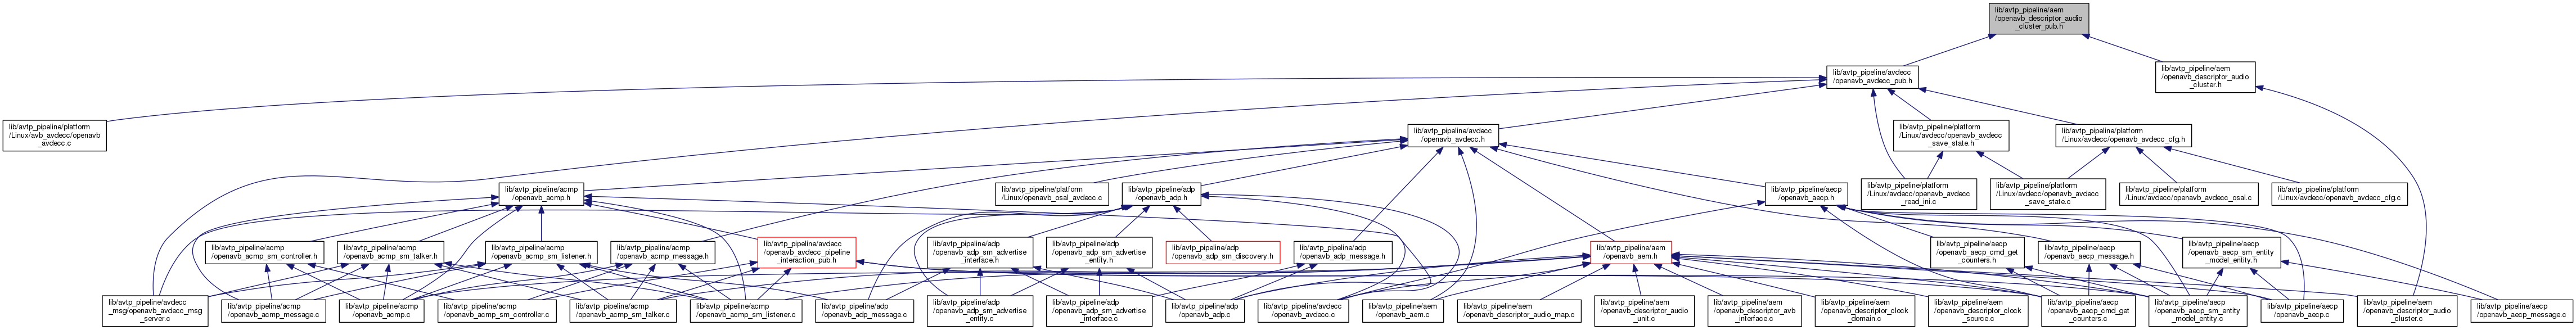 lib/avtp_pipeline/aem
/openavb_descriptor_audio
_cluster_pub.h
lib/avtp_pipeline/avdecc
/openavb_avdecc_pub.h
lib/avtp_pipeline/aem
/openavb_descriptor_audio
_cluster.h
lib/avtp_pipeline/platform
/Linux/avb_avdecc/openavb
_avdecc.c
lib/avtp_pipeline/avdecc
/openavb_avdecc.h
lib/avtp_pipeline/platform
/Linux/avdecc/openavb_avdecc
_save_state.h
lib/avtp_pipeline/platform
/Linux/avdecc/openavb_avdecc_cfg.h
lib/avtp_pipeline/acmp
/openavb_acmp.h
lib/avtp_pipeline/platform
/Linux/openavb_osal_avdecc.c
lib/avtp_pipeline/adp
/openavb_adp.h
lib/avtp_pipeline/aecp
/openavb_aecp.h
lib/avtp_pipeline/platform
/Linux/avdecc/openavb_avdecc
_read_ini.c
lib/avtp_pipeline/platform
/Linux/avdecc/openavb_avdecc
_save_state.c
lib/avtp_pipeline/platform
/Linux/avdecc/openavb_avdecc_osal.c
lib/avtp_pipeline/platform
/Linux/avdecc/openavb_avdecc_cfg.c
lib/avtp_pipeline/acmp
/openavb_acmp_sm_controller.h
lib/avtp_pipeline/acmp
/openavb_acmp_sm_talker.h
lib/avtp_pipeline/acmp
/openavb_acmp_sm_listener.h
lib/avtp_pipeline/acmp
/openavb_acmp_message.h
lib/avtp_pipeline/avdecc
/openavb_avdecc_pipeline
_interaction_pub.h
lib/avtp_pipeline/adp
/openavb_adp_sm_advertise
_interface.h
lib/avtp_pipeline/adp
/openavb_adp_sm_advertise
_entity.h
lib/avtp_pipeline/adp
/openavb_adp_sm_discovery.h
lib/avtp_pipeline/adp
/openavb_adp_message.h
lib/avtp_pipeline/aem
/openavb_aem.h
lib/avtp_pipeline/aecp
/openavb_aecp_cmd_get
_counters.h
lib/avtp_pipeline/aecp
/openavb_aecp_message.h
lib/avtp_pipeline/aecp
/openavb_aecp_sm_entity
_model_entity.h
lib/avtp_pipeline/avdecc
_msg/openavb_avdecc_msg
_server.c
lib/avtp_pipeline/acmp
/openavb_acmp_message.c
lib/avtp_pipeline/acmp
/openavb_acmp.c
lib/avtp_pipeline/acmp
/openavb_acmp_sm_controller.c
lib/avtp_pipeline/acmp
/openavb_acmp_sm_talker.c
lib/avtp_pipeline/acmp
/openavb_acmp_sm_listener.c
lib/avtp_pipeline/adp
/openavb_adp_message.c
lib/avtp_pipeline/adp
/openavb_adp_sm_advertise
_entity.c
lib/avtp_pipeline/adp
/openavb_adp_sm_advertise
_interface.c
lib/avtp_pipeline/adp
/openavb_adp.c
lib/avtp_pipeline/avdecc
/openavb_avdecc.c
lib/avtp_pipeline/aem
/openavb_aem.c
lib/avtp_pipeline/aem
/openavb_descriptor_audio_map.c
lib/avtp_pipeline/aem
/openavb_descriptor_audio
_unit.c
lib/avtp_pipeline/aem
/openavb_descriptor_avb
_interface.c
lib/avtp_pipeline/aem
/openavb_descriptor_clock
_domain.c
lib/avtp_pipeline/aem
/openavb_descriptor_clock
_source.c
lib/avtp_pipeline/aecp
/openavb_aecp_cmd_get
_counters.c
lib/avtp_pipeline/aecp
/openavb_aecp_sm_entity
_model_entity.c
lib/avtp_pipeline/aecp
/openavb_aecp.c
lib/avtp_pipeline/aem
/openavb_descriptor_audio
_cluster.c
lib/avtp_pipeline/aecp
/openavb_aecp_message.c